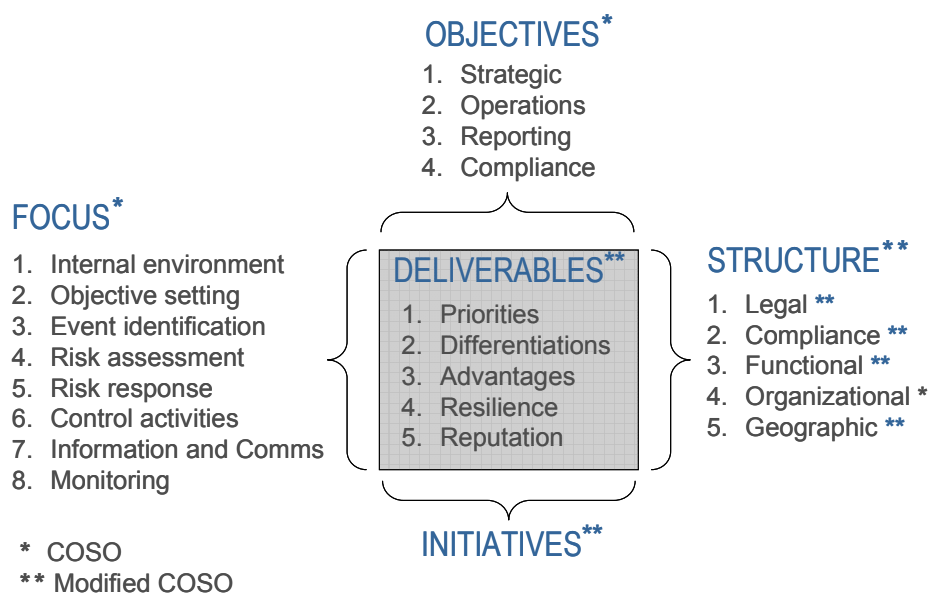 OBJECTIVES*
1. Strategic
2. Operations
3. Reporting
4. Compliance
FOCUS*
1. Internal environment
2. Objective setting
3. Event identification
4. Risk assessment
5. Risk response
6. Control activities
7. Information and Comms
8. Monitoring
DELIVERABLES**
1. Priorities
2. Differentiations
3. Advantages
4. Resilience
5. Reputation
STRUCTURE**
1. Legal **
2. Compliance **
3. Functional **
4. Organizational *
5. Geographic **
INITIATIVES**
* COSO
** Modified COSO